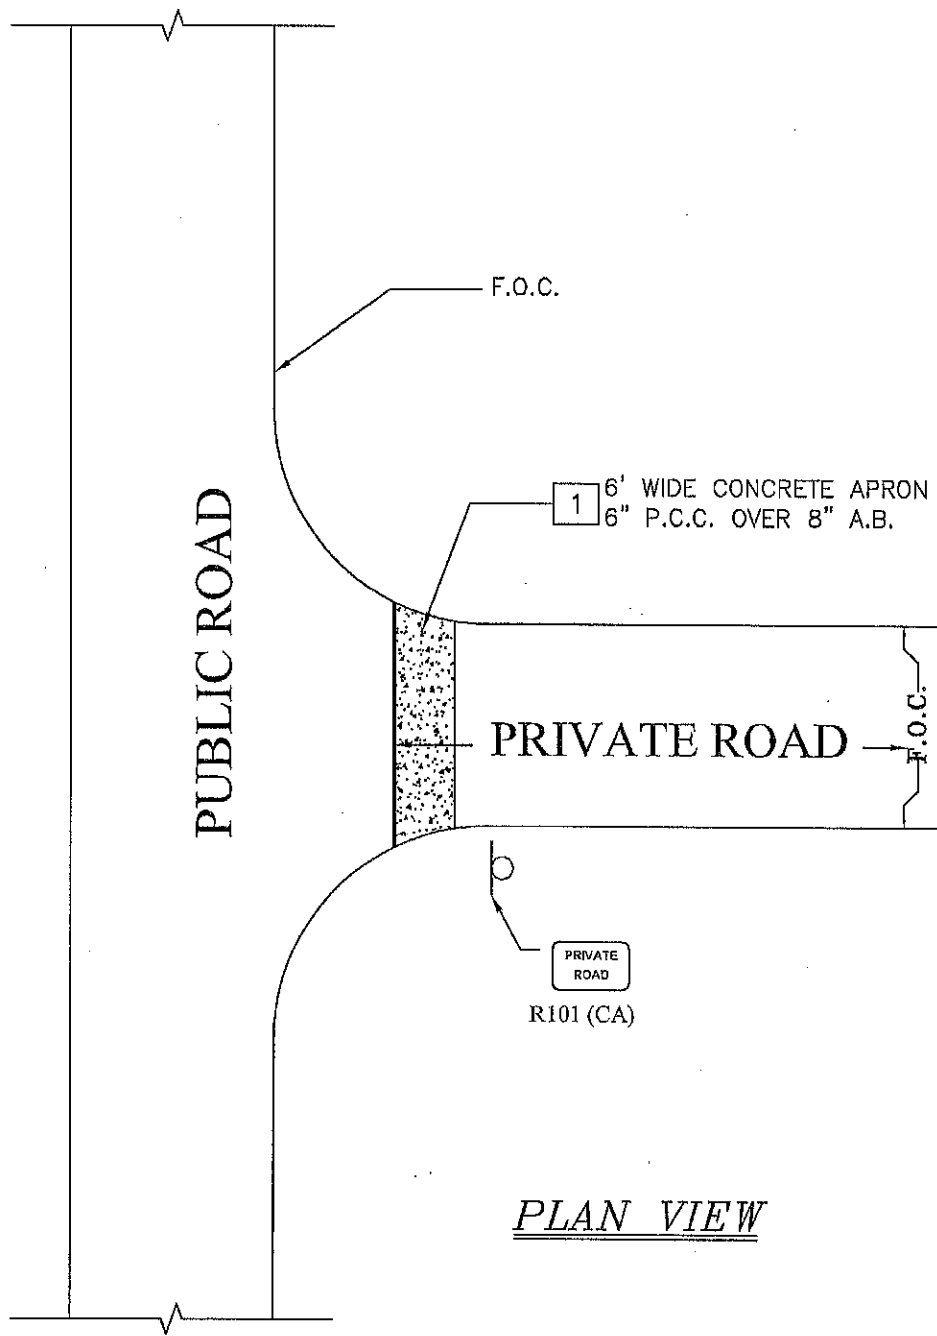 F.O.C.
1
6' WIDE CONCRETE APRON
6" P.C.C. OVER 8" A.B.
PUBLIC ROAD
PRIVATE ROAD
F.O.C.
PRIVATE
ROAD
R101 (CA)
PLAN VIEW